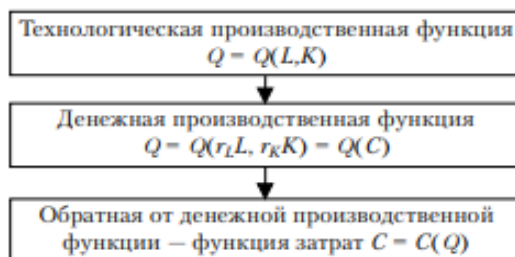 Технологическая производственная функция
Q = Q(L,K)
Денежная производственная функция
Q = Q(r_L L, r_K K) = Q(C)
Обратная от денежной производственной
функции — функция затрат C = C(Q)